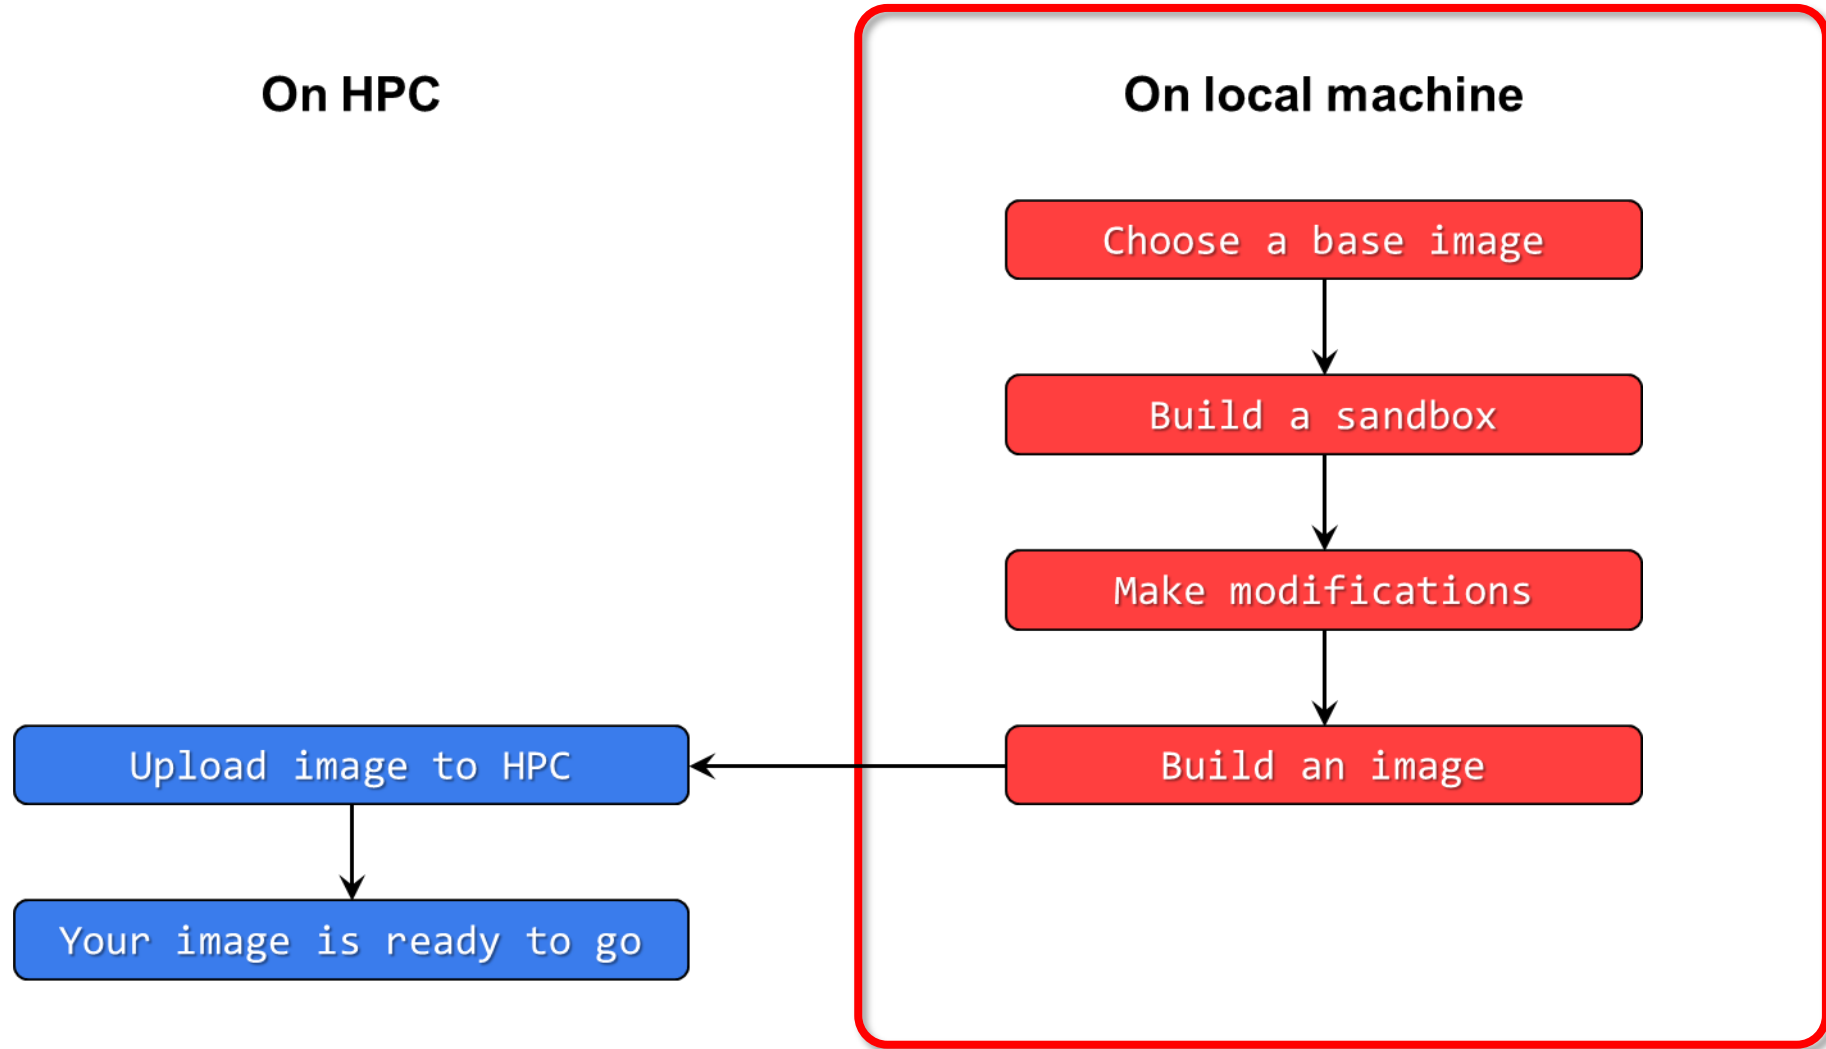 On HPC
On local machine
Choose a base image
Build a sandbox
Make modifications
Build an image
Upload image to HPC
Your image is ready to go